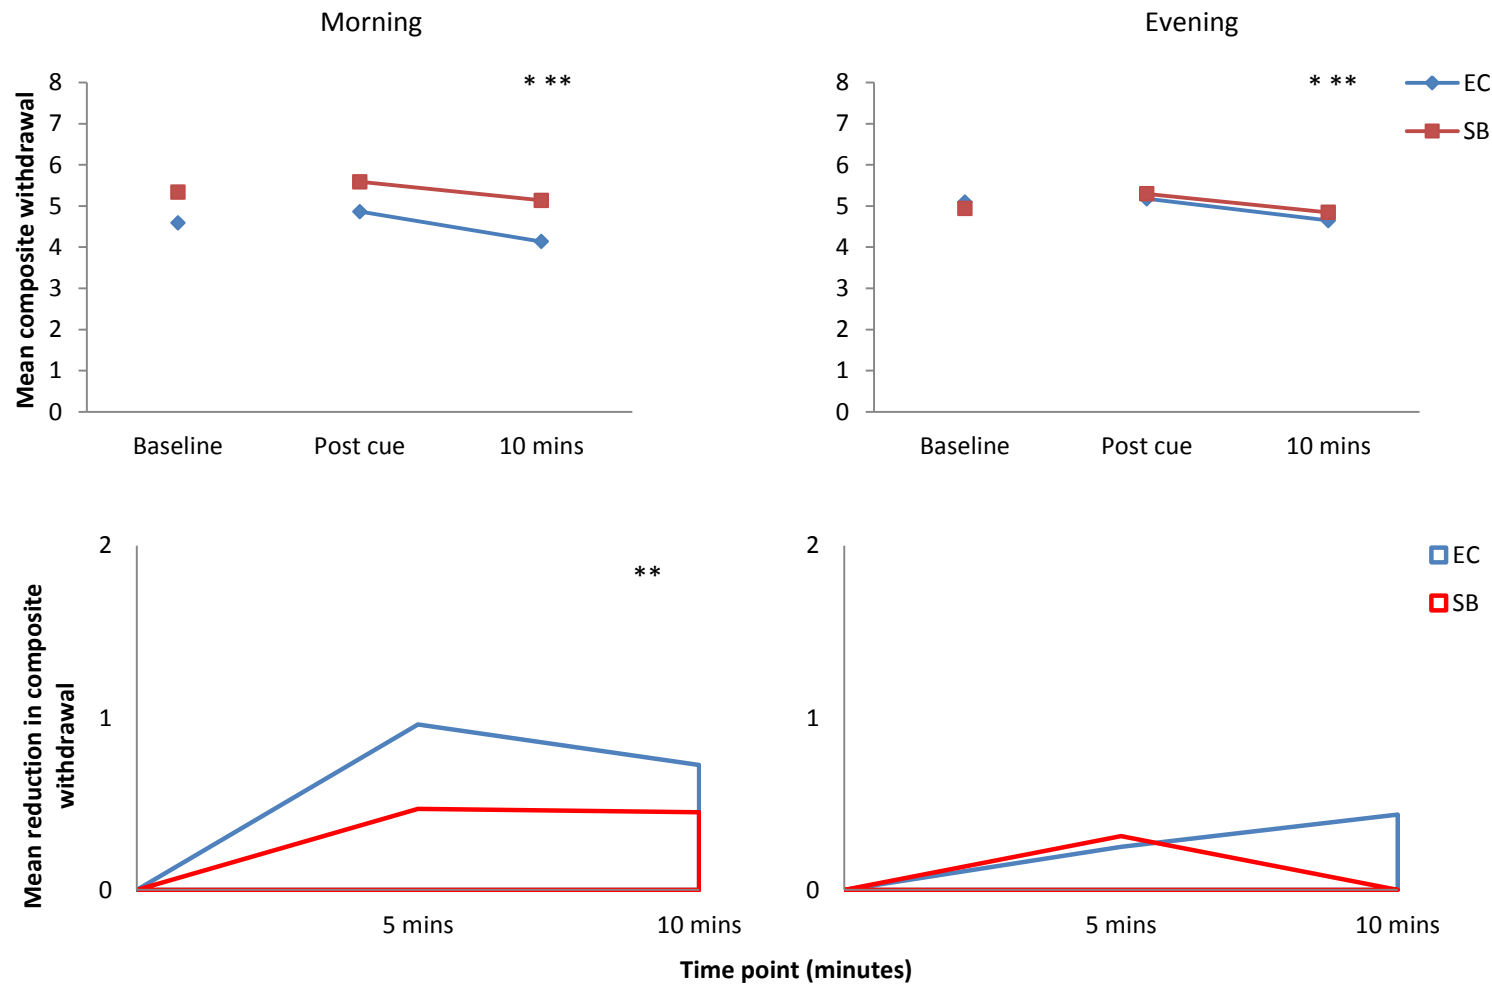 Morning
Evening
Mean composite withdrawal
8
7
6
5
4
3
2
1
0
* **
Baseline
Post cue
10 mins
8
7
6
5
4
3
2
1
0
* **
Baseline
Post cue
10 mins
EC
SB
Mean reduction in composite
withdrawal
2
1
0
**
5 mins
10 mins
2
1
0
5 mins
10 mins
EC
SB
Time point (minutes)